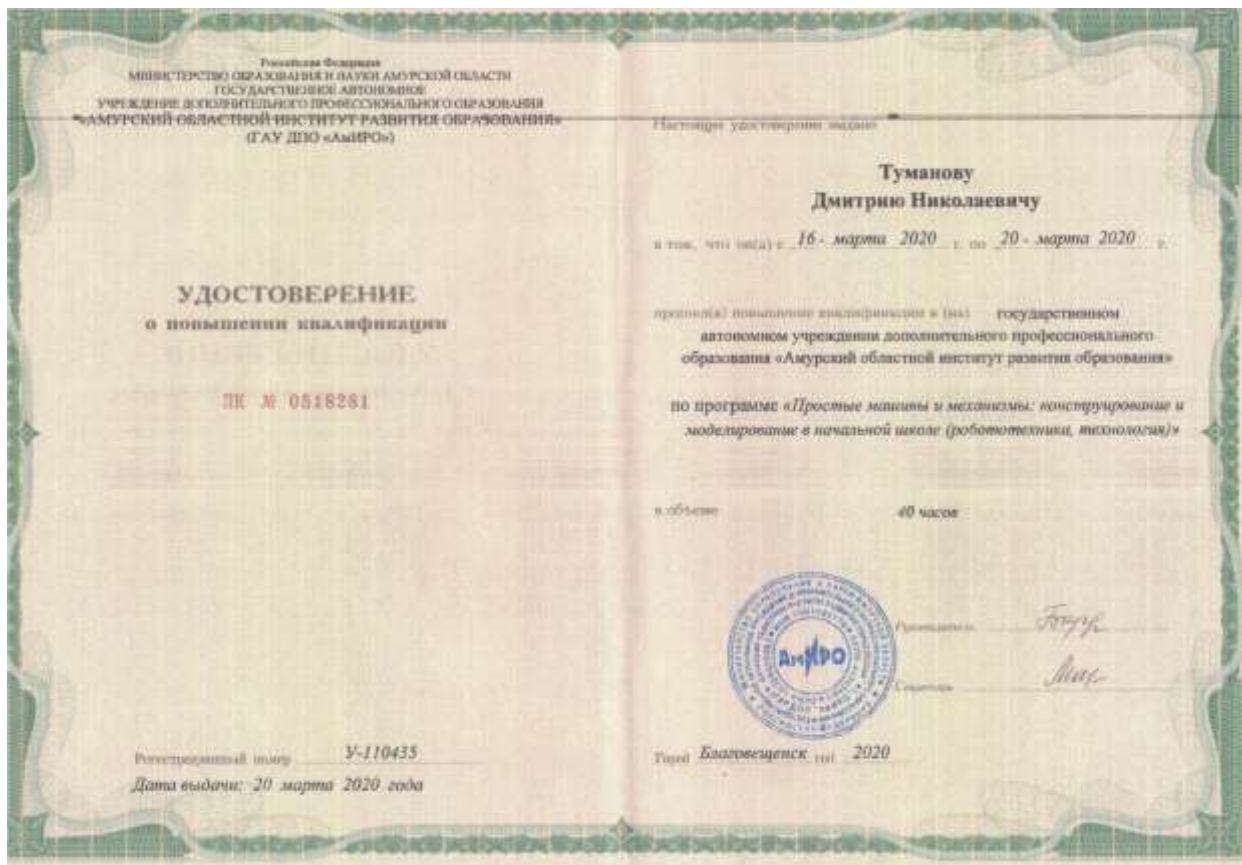 Российская Федерация
МИНИСТЕРСТВО ОБРАЗОВАНИЯ И НАУКИ АМУРСКОЙ ОБЛАСТИ
ГОСУДАРСТВЕННОЕ АВТОНОМНОЕ
УЧРЕЖДЕНИЕ ДОПОЛНИТЕЛЬНОГО ПРОФЕССИОНАЛЬНОГО ОБРАЗОВАНИЯ
«АМУРСКИЙ ОБЛАСТНОЙ ИНСТИТУТ РАЗВИТИЯ ОБРАЗОВАНИЯ»
(ГАУ ДПО «АмИРО»)
УДОСТОВЕРЕНИЕ
о повышении квалификации
ПК № 0518281
Регистрационный номер У-110435
Дата выдачи: 20 марта 2020 года
Настоящее удостоверение выдано
Туманову
Дмитрию Николаевичу
в том, что он(а) с 16 - марта 2020 г. по 20 - марта 2020 г.
прошел(а) повышение квалификации в (на) государственном
автономном учреждении дополнительного профессионального
образования «Амурский областной институт развития образования»
по программе «Простые машины и механизмы: конструирование и
моделирование в начальной школе (робототехника, технология)»
в объеме 40 часов
Руководитель
АмИРО
Секретарь
Город Благовещенск год 2020